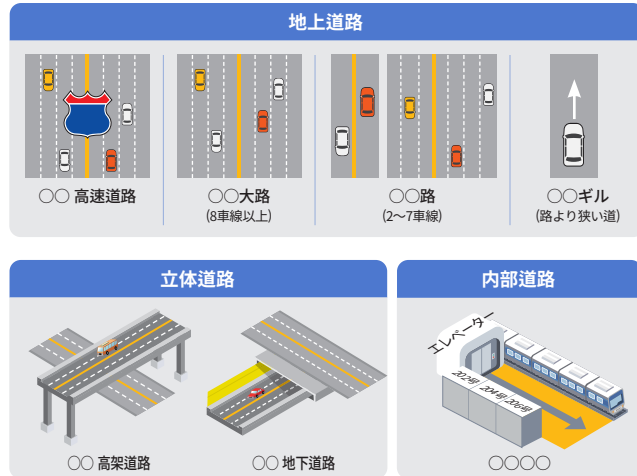 地上道路
○○ 高速道路
○○大路
(8車線以上)
○○路
(2〜7車線)
○○ギル
(路より狭い道)
立体道路
○○ 高架道路
○○ 地下道路
内部道路
エレベーター
202号
204号
206号
○○○○